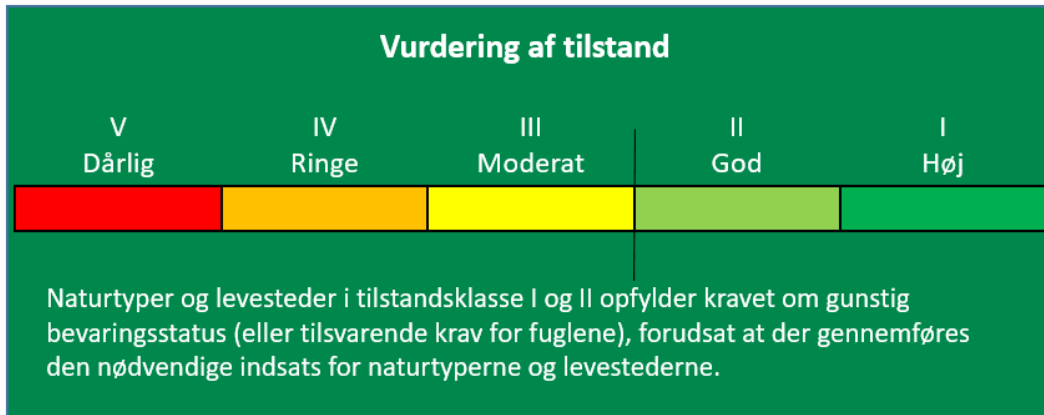 Vurdering af tilstand
V IV III II I
Dårlig Ringe Moderat God Høj
Naturtyper og levesteder i tilstandsklasse I og II opfylder kravet om gunstig
bevaringsstatus (eller tilsvarende krav for fuglene), forudsat at der gennemføres
den nødvendige indsats for naturtyperne og levestederne.